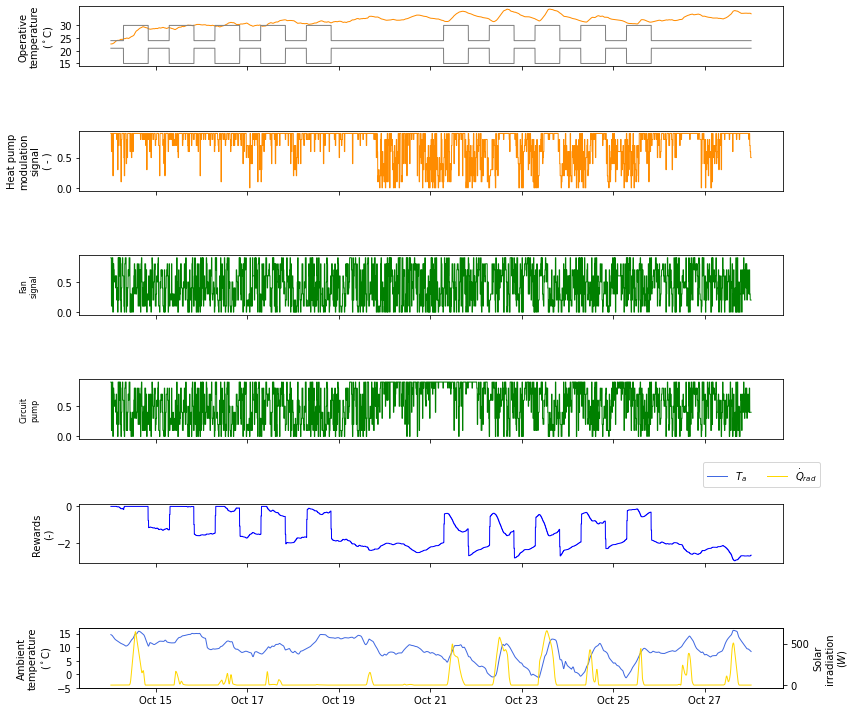 Operative
temperature
(°C)
30
25
20
15
Heat pump
modulation
signal
( - )
0.5
0.0
Fan
signal
0.5
0.0
Circuit
pump
0.5
0.0
T_a
Q̇_rad
Rewards
(-)
0
−2
Ambient
temperature
(°C)
15
10
5
0
−5
500
0
Solar
irradiation
(W)
Oct 15 Oct 17 Oct 19 Oct 21 Oct 23 Oct 25 Oct 27